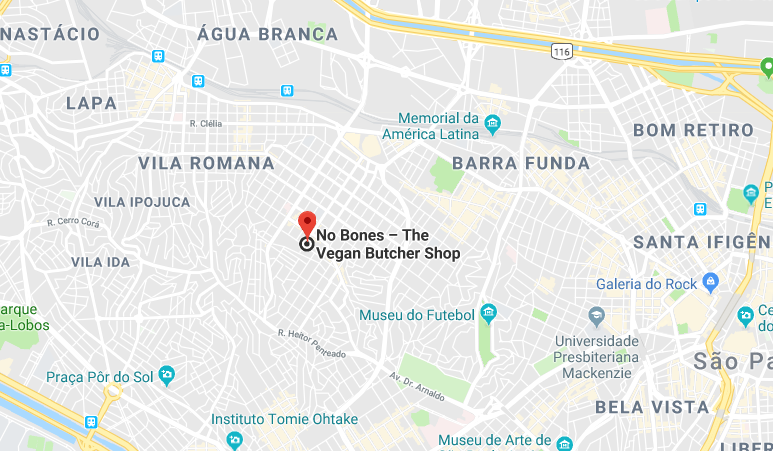 NASTÁCIO
ÁGUA BRANCA
116
LAPA
R. Clélia
Memorial da
América Latina
BOM RETIRO
VILA ROMANA
BARRA FUNDA
VILA IPOJUCA
P
E
R. Cerro Corá
No Bones – The
Vegan Butcher Shop
SANTA IFIGÊN
VILA IDA
Galeria do Rock
arque
a-Lobos
Museu do Futebol
Ce
do
R. Heitor Penteado
Universidade
Presbiteriana
Mackenzie
São Pa
Praça Pôr do Sol
Av. Dr. Arnaldo
BELA VISTA
Instituto Tomie Ohtake
Museu de Arte de
LIBER